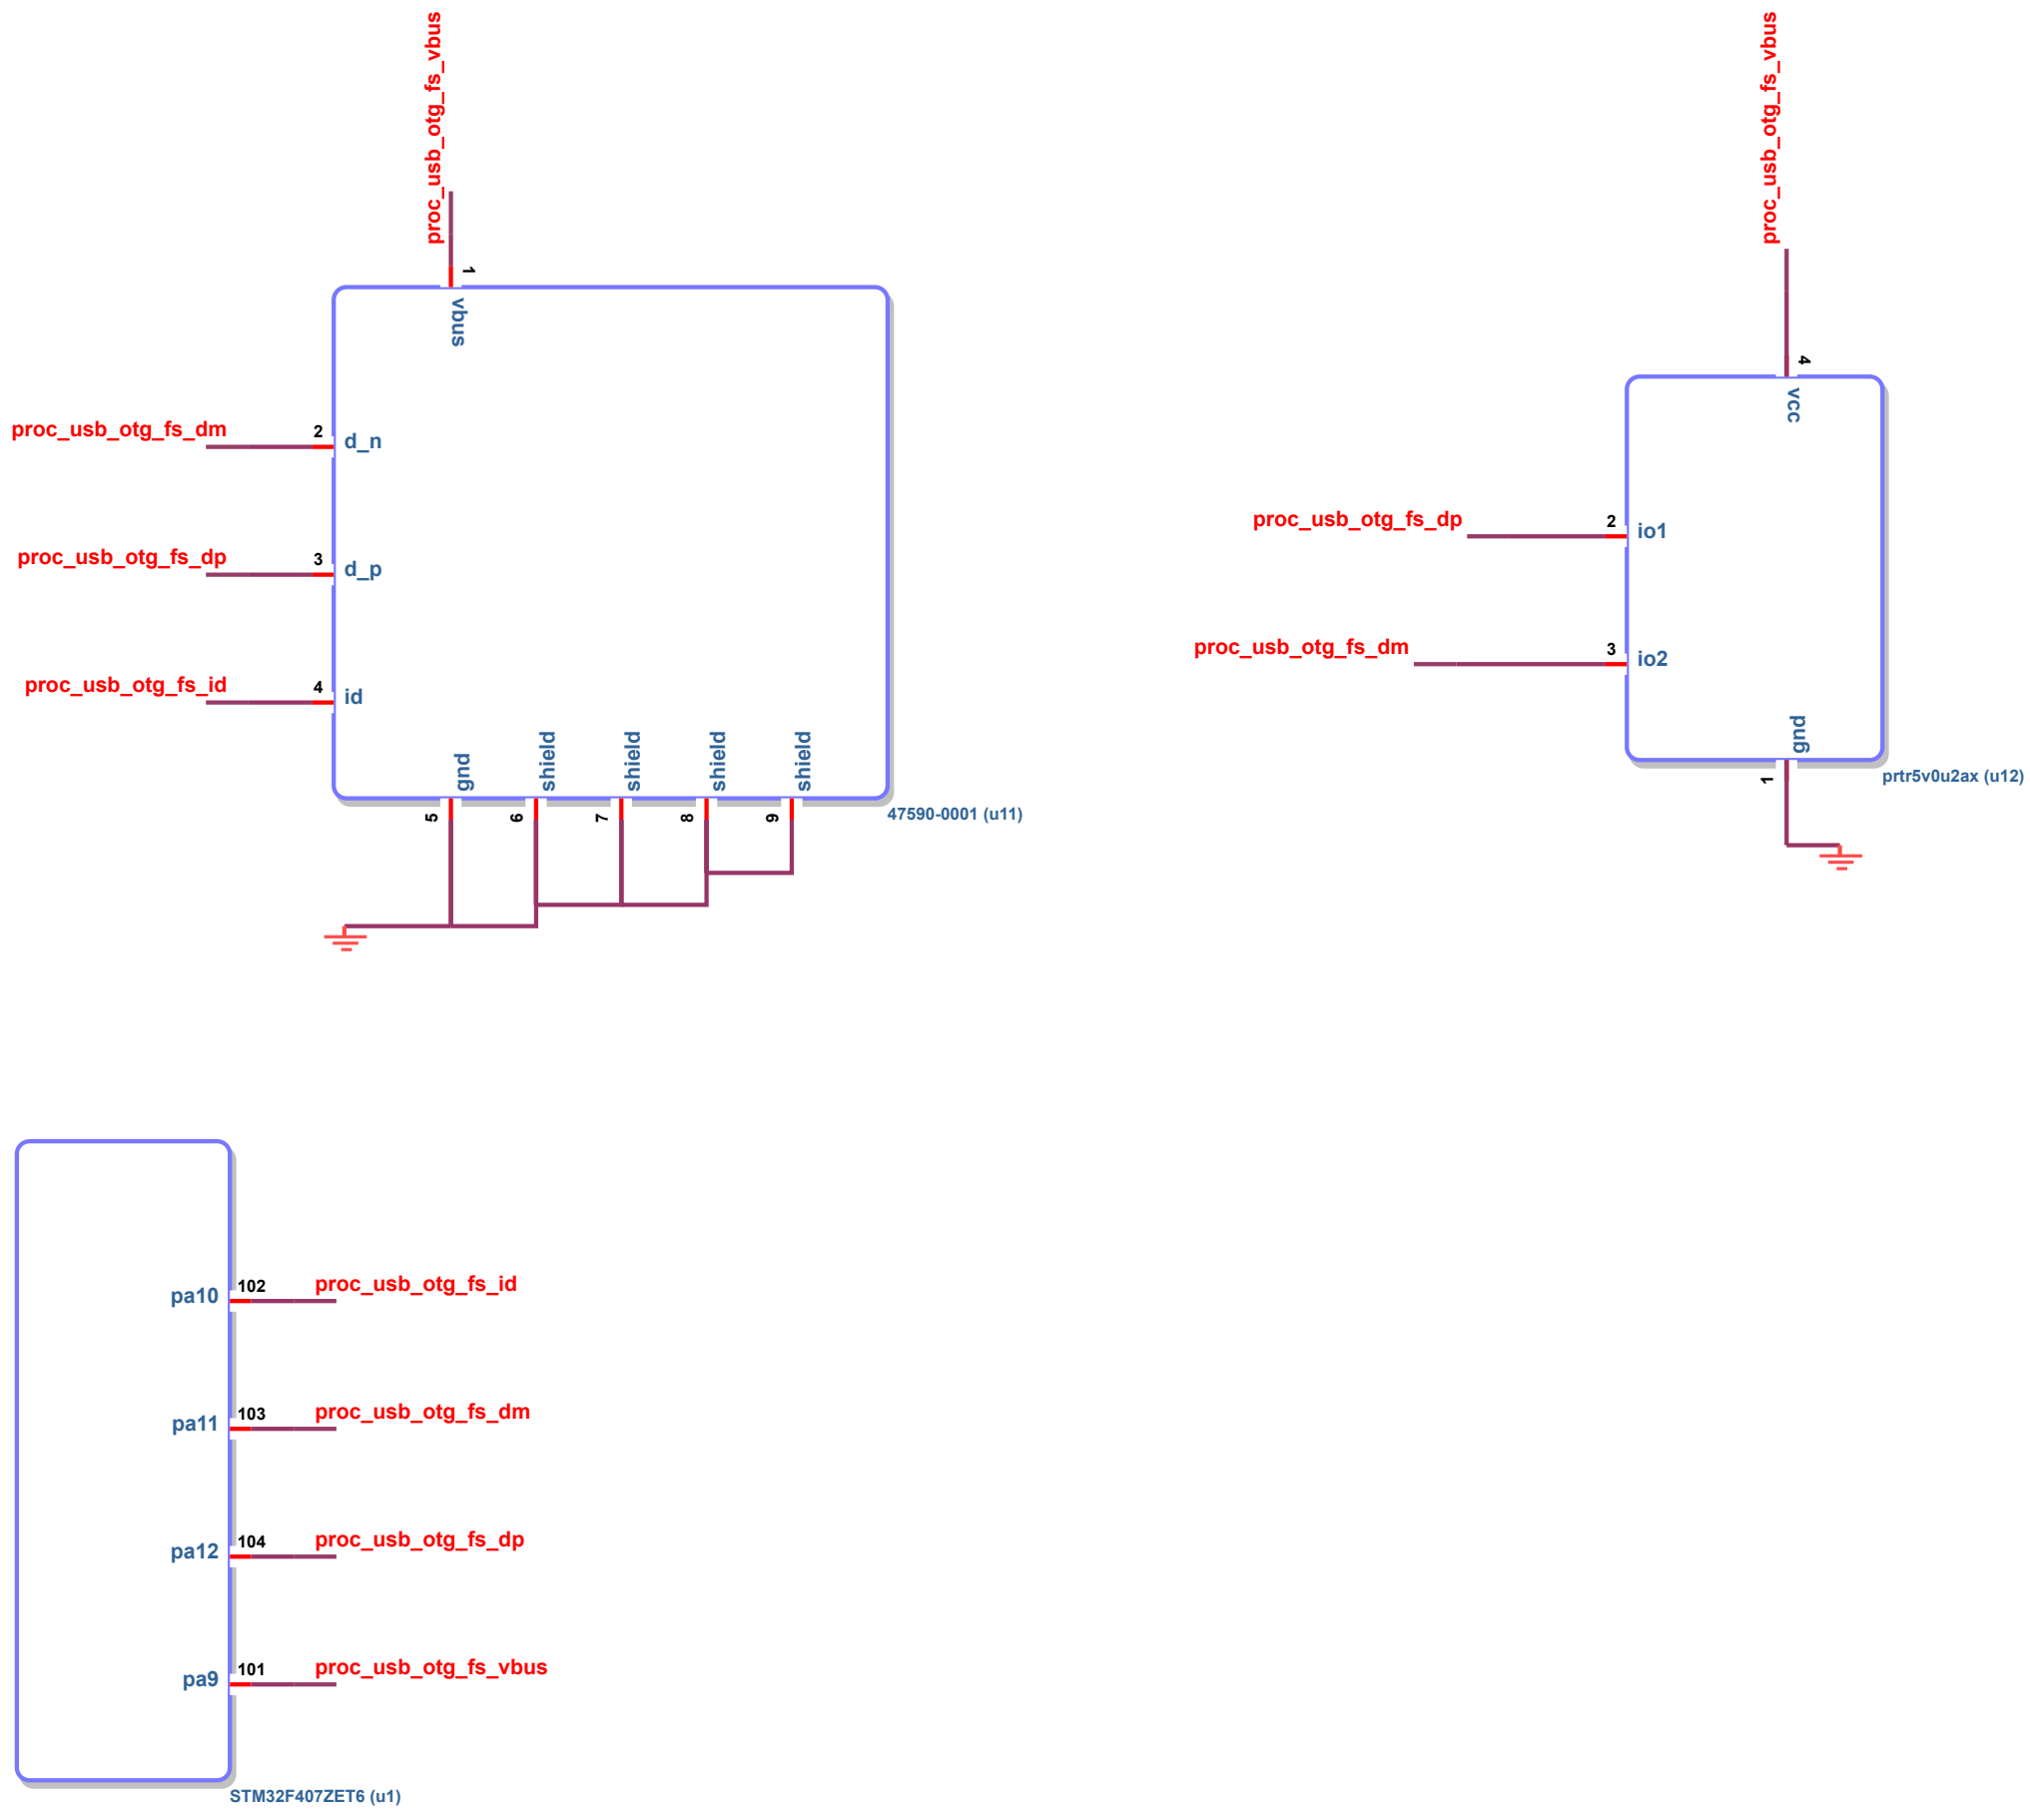 proc_usb_otg_fs_vbus
1
vbus
proc_usb_otg_fs_dm
2
d_n
proc_usb_otg_fs_dp
3
d_p
proc_usb_otg_fs_id
4
id
gnd
shield
shield
shield
shield
5
6
7
8
9
47590-0001 (u11)
proc_usb_otg_fs_vbus
4
vcc
proc_usb_otg_fs_dp
2
io1
proc_usb_otg_fs_dm
3
io2
gnd
1
prtr5v0u2ax (u12)
pa10
102
proc_usb_otg_fs_id
pa11
103
proc_usb_otg_fs_dm
pa12
104
proc_usb_otg_fs_dp
pa9
101
proc_usb_otg_fs_vbus
STM32F407ZET6 (u1)